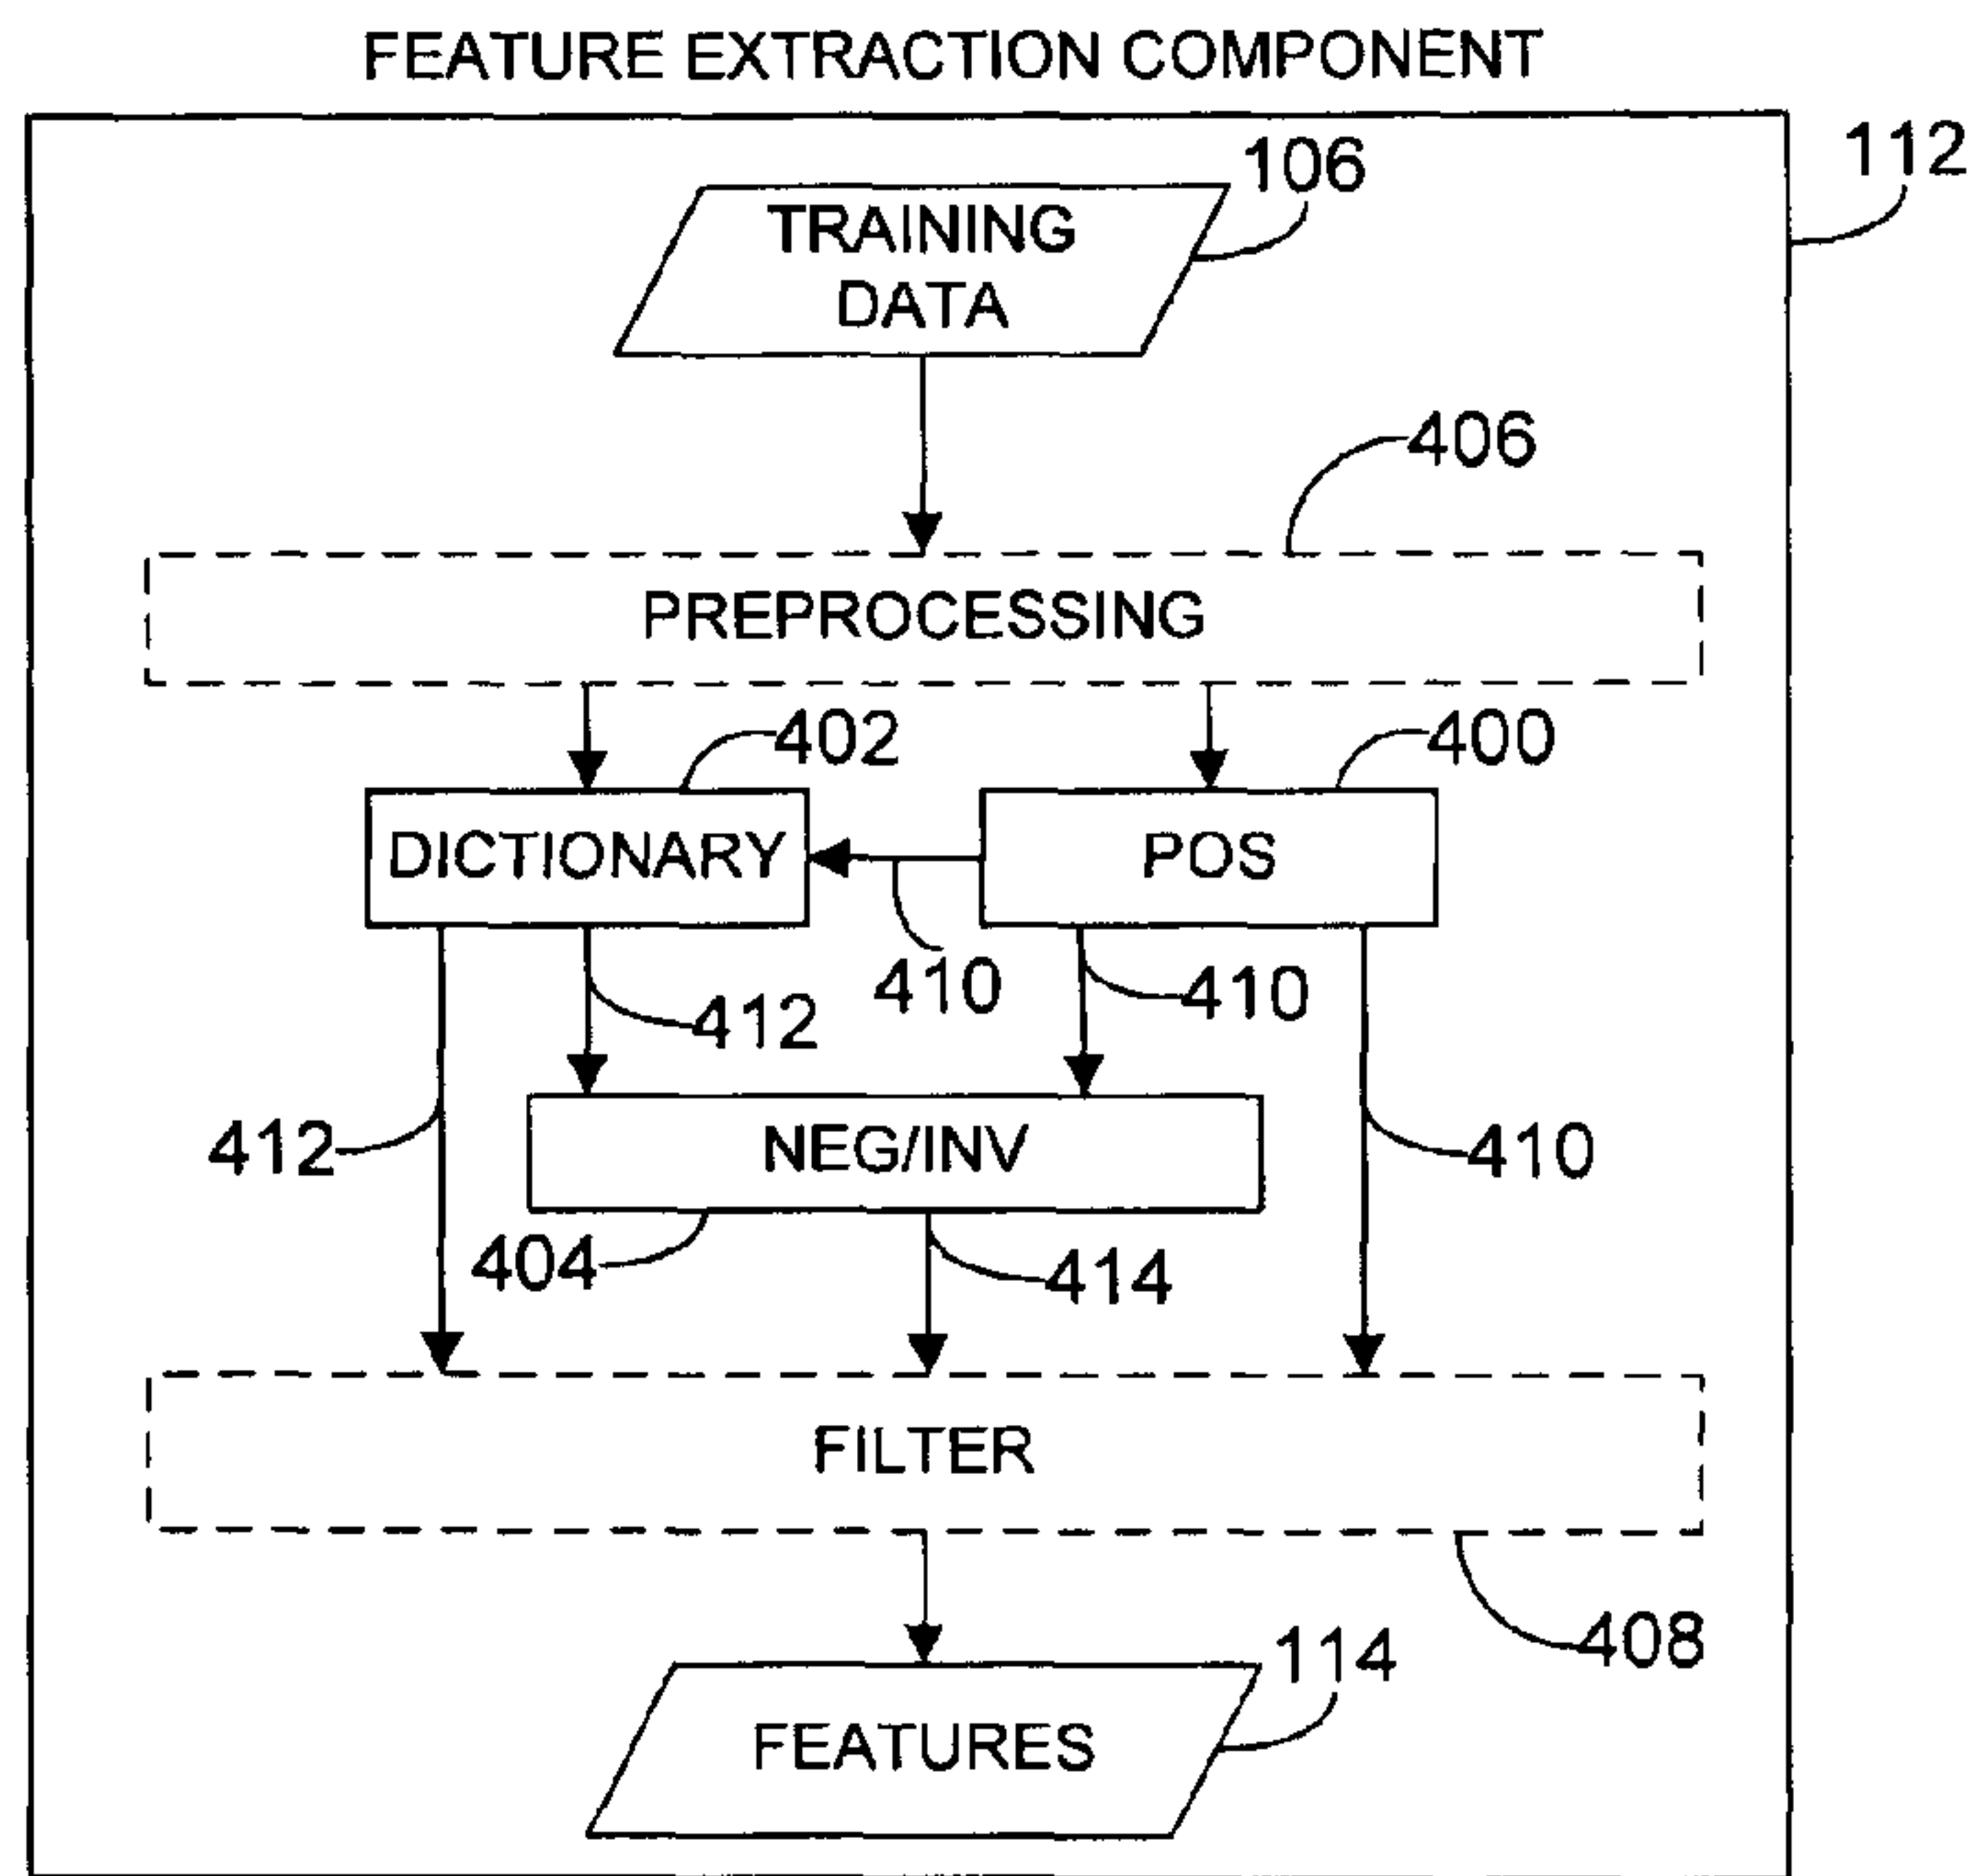 FEATURE EXTRACTION COMPONENT
112
106
TRAINING
DATA
406
PREPROCESSING
402
400
DICTIONARY
POS
410
410
412
412
NEG/INV
410
404
414
FILTER
408
114
FEATURES